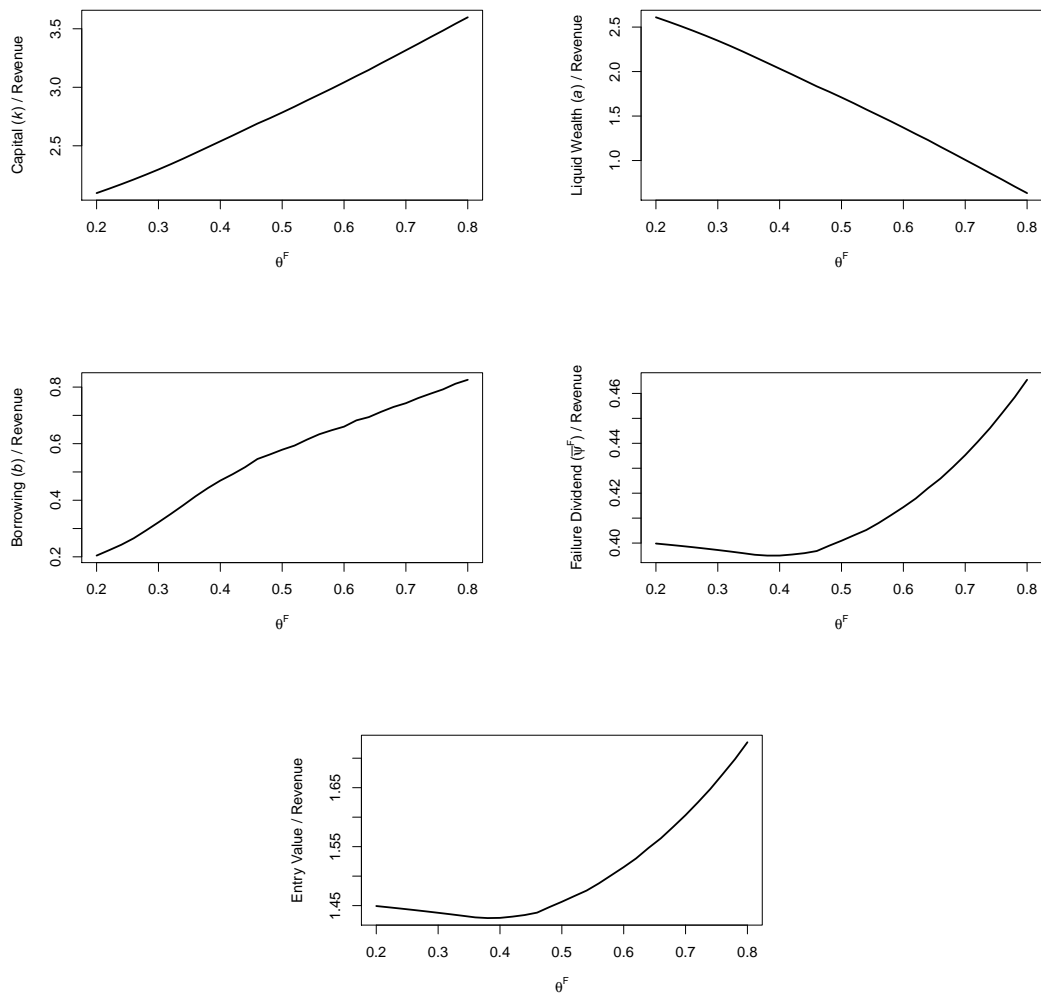 Capital (k) / Revenue
3.5
2.5
0.2 0.3 0.4 0.5 0.6 0.7 0.8
θF
Liquid Wealth (a) / Revenue
2.5
2.0
1.5
1.0
0.2 0.3 0.4 0.5 0.6 0.7 0.8
θF
Borrowing (b) / Revenue
0.8
0.6
0.4
0.2
0.2 0.3 0.4 0.5 0.6 0.7 0.8
θF
Failure Dividend (ψ̅F) / Revenue
0.46
0.44
0.42
0.40
0.2 0.3 0.4 0.5 0.6 0.7 0.8
θF
Entry Value / Revenue
1.65
1.55
1.45
0.2 0.3 0.4 0.5 0.6 0.7 0.8
θF